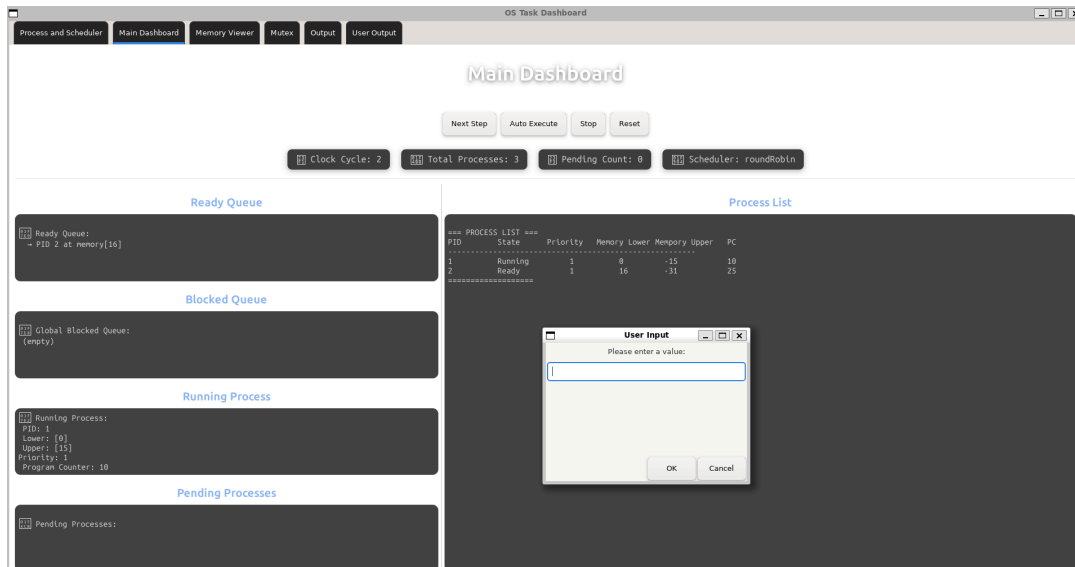 OS Task Dashboard
Process and Scheduler Main Dashboard Memory Viewer Mutex Output User Output
Main Dashboard
Next Step Auto Execute Stop Reset
Clock Cycle: 2 Total Processes: 3 Pending Count: 0 Scheduler: roundRobin
Ready Queue
Ready Queue:
→ PID 2 at memory[16]
Blocked Queue
Global Blocked Queue:
(empty)
Running Process
Running Process:
PID: 1
Lower: [0]
Upper: [15]
Priority: 1
Program Counter: 10
Pending Processes
Pending Processes:
Process List
=== PROCESS LIST ===
PID State Priority Memory Lower Mempory Upper PC
-------------------------------------------------------
1 Running 1 0 -15 10
2 Ready 1 16 -31 25
===================
User Input
Please enter a value:
OK Cancel